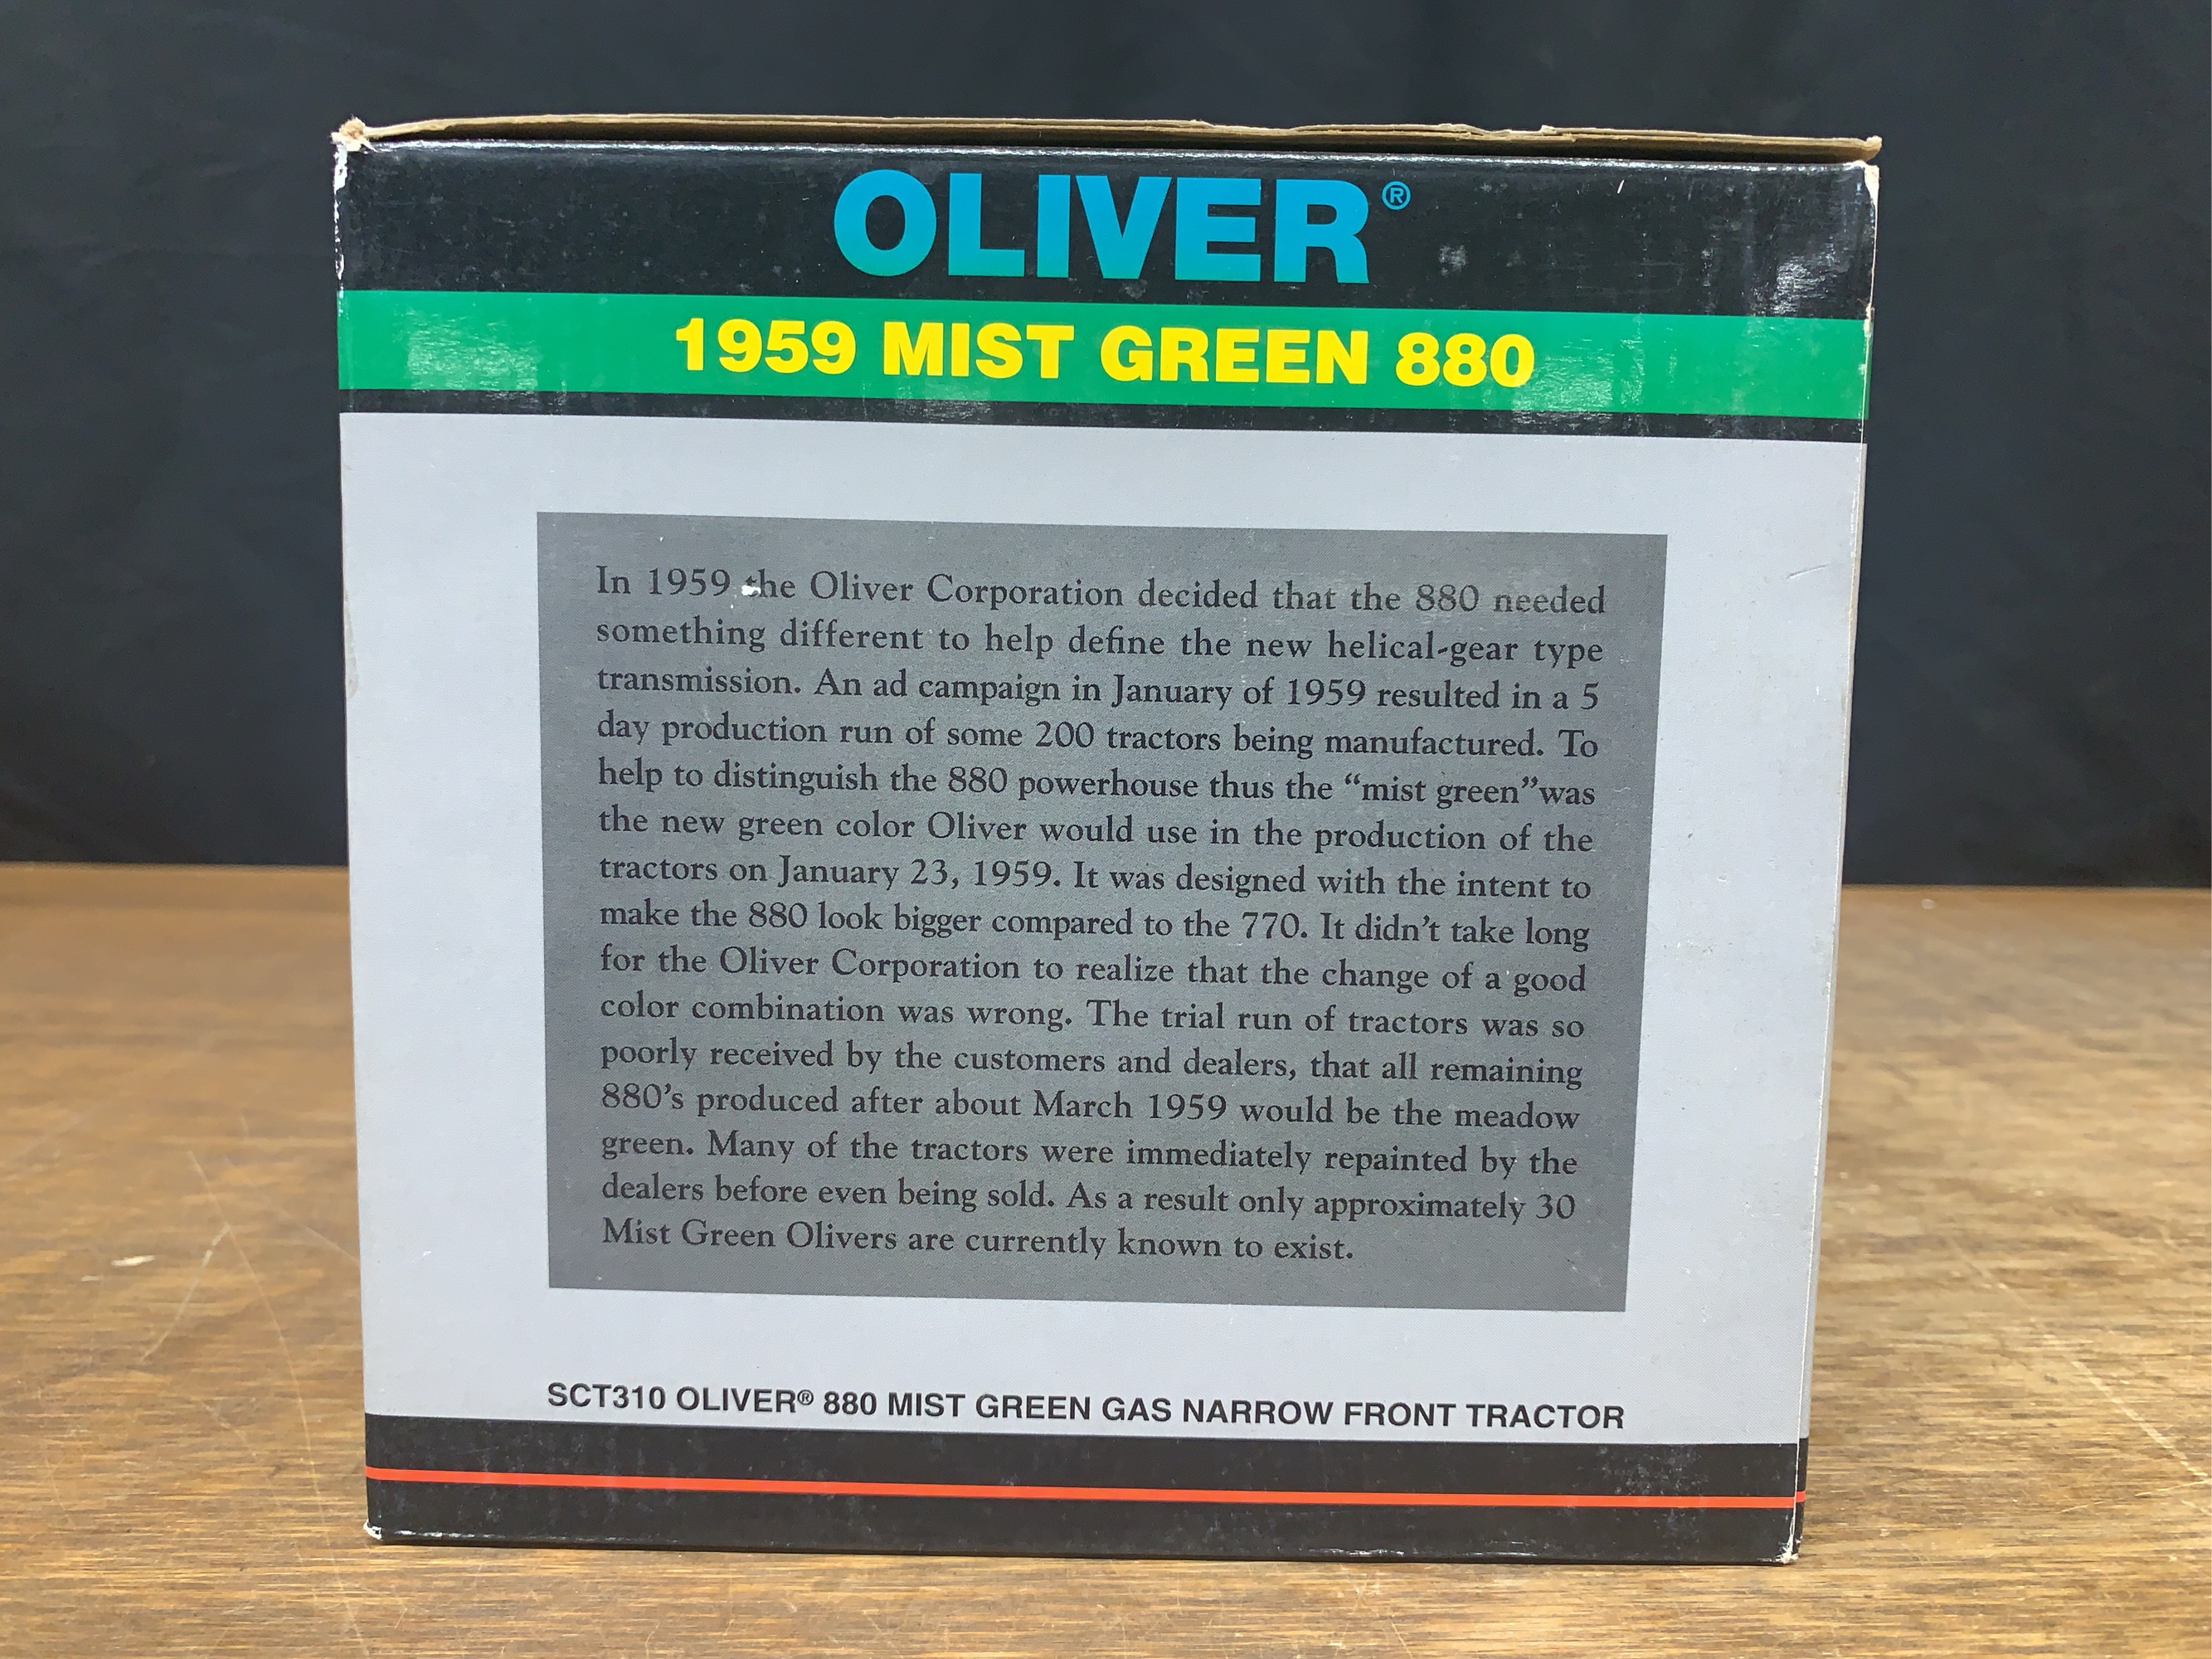 OLIVER®
1959 MIST GREEN 880
In 1959 the Oliver Corporation decided that the 880 needed
something different to help define the new helical-gear type
transmission. An ad campaign in January of 1959 resulted in a 5
day production run of some 200 tractors being manufactured. To
help to distinguish the 880 powerhouse thus the “mist green”was
the new green color Oliver would use in the production of the
tractors on January 23, 1959. It was designed with the intent to
make the 880 look bigger compared to the 770. It didn’t take long
for the Oliver Corporation to realize that the change of a good
color combination was wrong. The trial run of tractors was so
poorly received by the customers and dealers, that all remaining
880’s produced after about March 1959 would be the meadow
green. Many of the tractors were immediately repainted by the
dealers before even being sold. As a result only approximately 30
Mist Green Olivers are currently known to exist.
SCT310 OLIVER® 880 MIST GREEN GAS NARROW FRONT TRACTOR